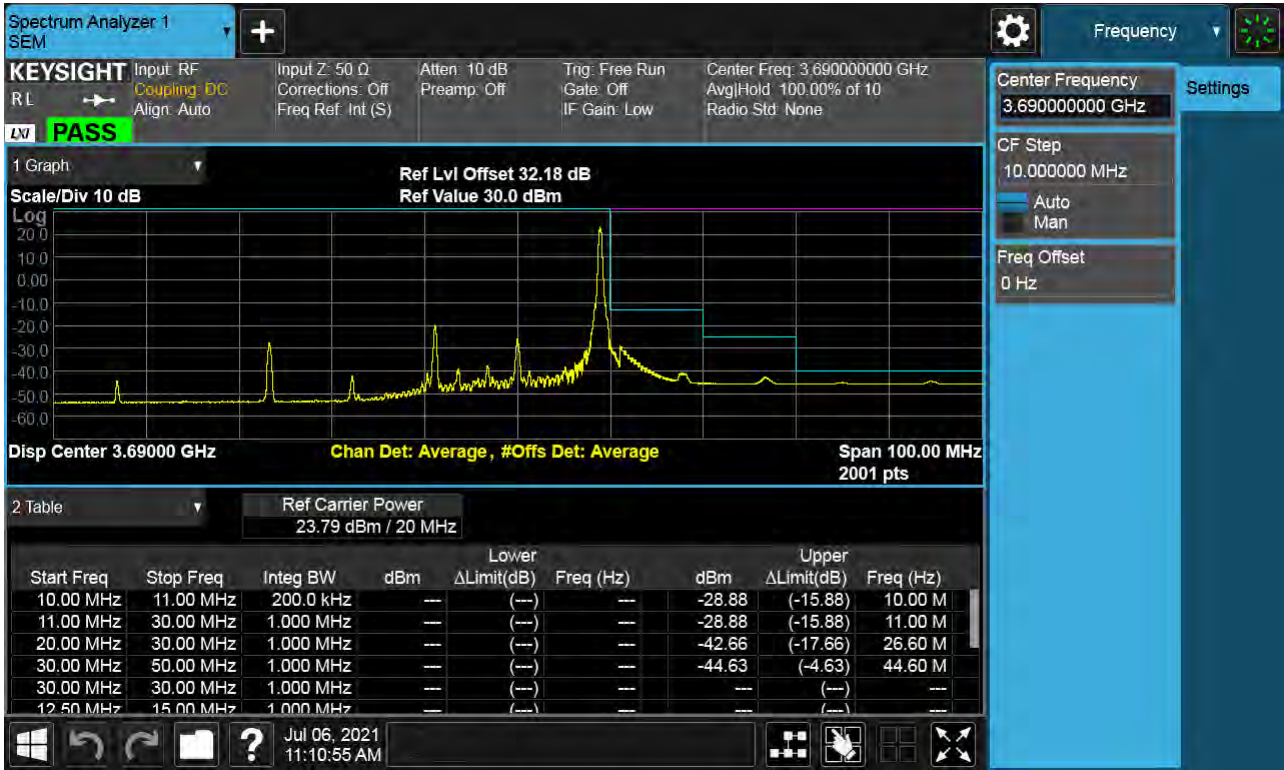 Spectrum Analyzer 1
SEM
Frequency
KEYSIGHT
RL
LXI
PASS
Input: RF
Coupling: DC
Align: Auto
Input Z: 50 Ω
Corrections: Off
Freq Ref: Int (S)
Atten: 10 dB
Preamp: Off
Trig: Free Run
Gate: Off
IF Gain: Low
Center Freq: 3.690000000 GHz
Avg|Hold: 100.00% of 10
Radio Std: None
Center Frequency
3.690000000 GHz
Settings
CF Step
10.000000 MHz
Auto
Man
Freq Offset
0 Hz
1 Graph
Ref Lvl Offset 32.18 dB
Scale/Div 10 dB
Ref Value 30.0 dBm
Log
20.0
10.0
0.00
-10.0
-20.0
-30.0
-40.0
-50.0
-60.0
Disp Center 3.69000 GHz
Chan Det: Average, #Offs Det: Average
Span 100.00 MHz
2001 pts
2 Table
Ref Carrier Power
23.79 dBm / 20 MHz
Lower Upper
Start Freq Stop Freq Integ BW dBm ΔLimit(dB) Freq (Hz) dBm ΔLimit(dB) Freq (Hz)
10.00 MHz 11.00 MHz 200.0 kHz --- (---) --- -28.88 (-15.88) 10.00 M
11.00 MHz 30.00 MHz 1.000 MHz --- (---) --- -28.88 (-15.88) 11.00 M
20.00 MHz 30.00 MHz 1.000 MHz --- (---) --- -42.66 (-17.66) 26.60 M
30.00 MHz 50.00 MHz 1.000 MHz --- (---) --- -44.63 (-4.63) 44.60 M
30.00 MHz 30.00 MHz 1.000 MHz --- (---) --- --- (---) ---
12.50 MHz 15.00 MHz 1.000 MHz --- (---) --- --- (---) ---
?
Jul 06, 2021
11:10:55 AM